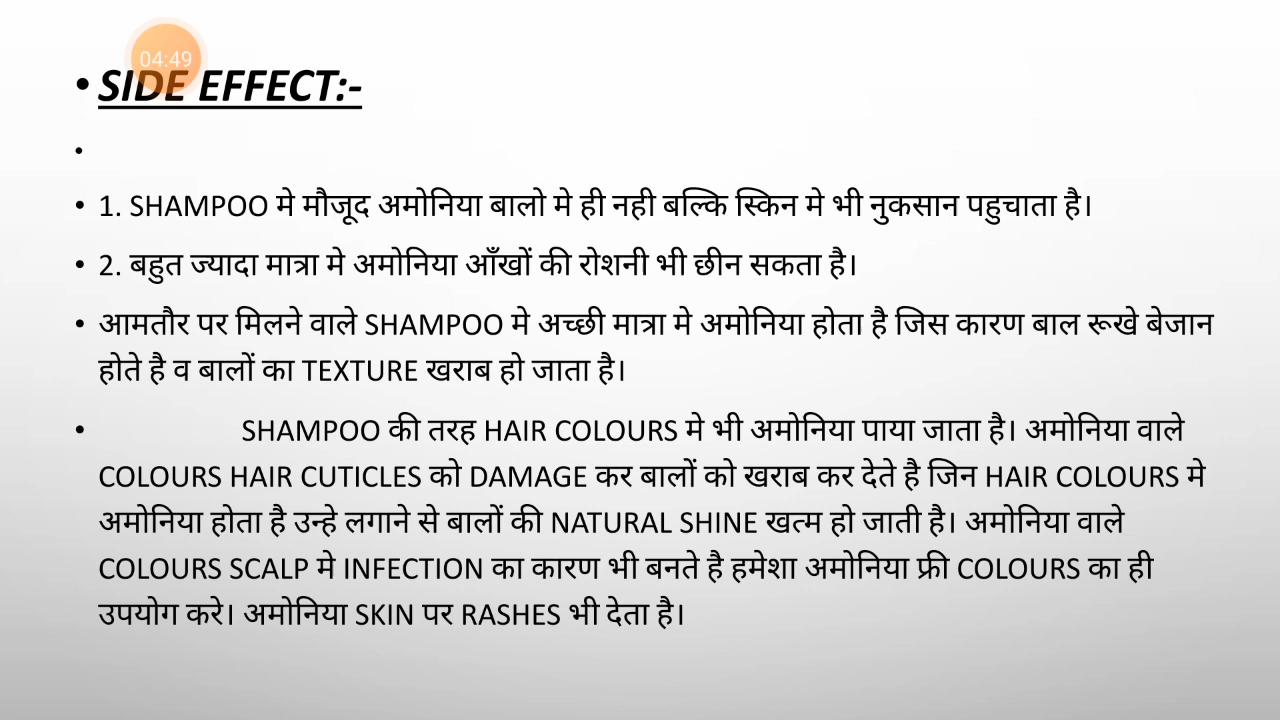 04:49
• SIDE EFFECT:-
•
• 1. SHAMPOO मे मौजूद अमोनिया बालो मे ही नही बल्कि स्किन मे भी नुकसान पहुचाता है।
• 2. बहुत ज्यादा मात्रा मे अमोनिया आँखों की रोशनी भी छीन सकता है।
• आमतौर पर मिलने वाले SHAMPOO मे अच्छी मात्रा मे अमोनिया होता है जिस कारण बाल रूखे बेजान
होते है व बालों का TEXTURE खराब हो जाता है।
• SHAMPOO की तरह HAIR COLOURS मे भी अमोनिया पाया जाता है। अमोनिया वाले
COLOURS HAIR CUTICLES को DAMAGE कर बालों को खराब कर देते है जिन HAIR COLOURS मे
अमोनिया होता है उन्हे लगाने से बालों की NATURAL SHINE खत्म हो जाती है। अमोनिया वाले
COLOURS SCALP मे INFECTION का कारण भी बनते है हमेशा अमोनिया फ्री COLOURS का ही
उपयोग करे। अमोनिया SKIN पर RASHES भी देता है।